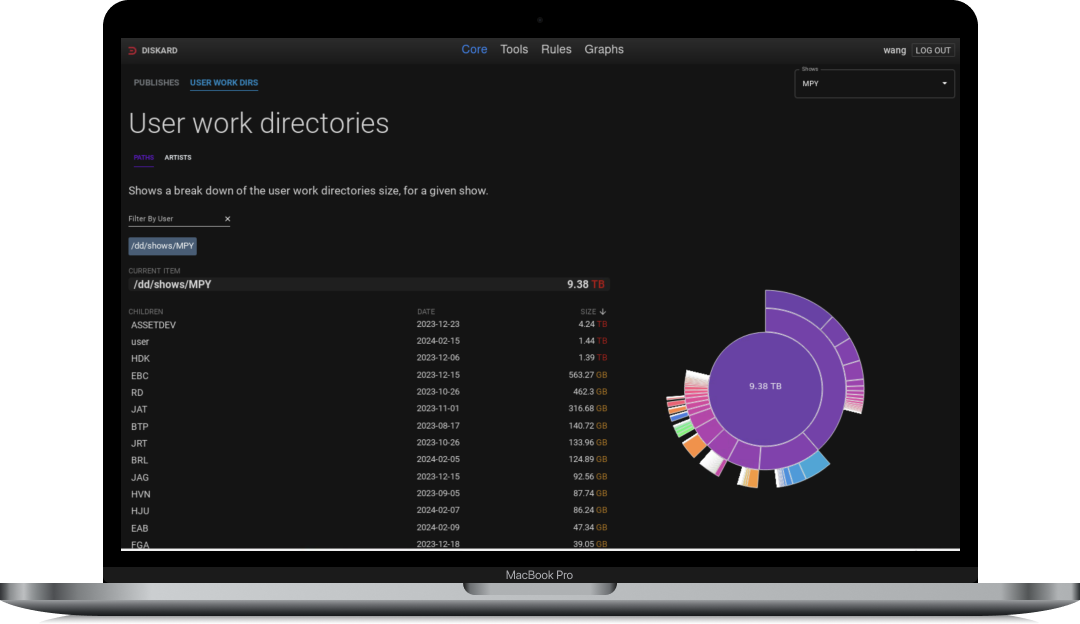 DISKARD Core Tools Rules Graphs wang LOG OUT
PUBLISHES USER WORK DIRS
Shows
MPY
User work directories
PATHS ARTISTS
Shows a break down of the user work directories size, for a given show.
Filter By User ×
/dd/shows/MPY
CURRENT ITEM
/dd/shows/MPY 9.38 TB
CHILDREN DATE SIZE ↓
ASSETDEV 2023-12-23 4.24 TB
user 2024-02-15 1.44 TB
HDK 2023-12-06 1.39 TB
EBC 2023-12-15 563.27 GB
RD 2023-10-26 462.3 GB
JAT 2023-11-01 316.68 GB
BTP 2023-08-17 140.72 GB
JRT 2023-10-26 133.96 GB
BRL 2024-02-05 124.89 GB
JAG 2023-12-15 92.56 GB
HVN 2023-09-05 87.74 GB
HJU 2024-02-07 86.24 GB
EAB 2024-02-09 47.34 GB
FGA 2023-12-18 39.05 GB
9.38 TB
MacBook Pro